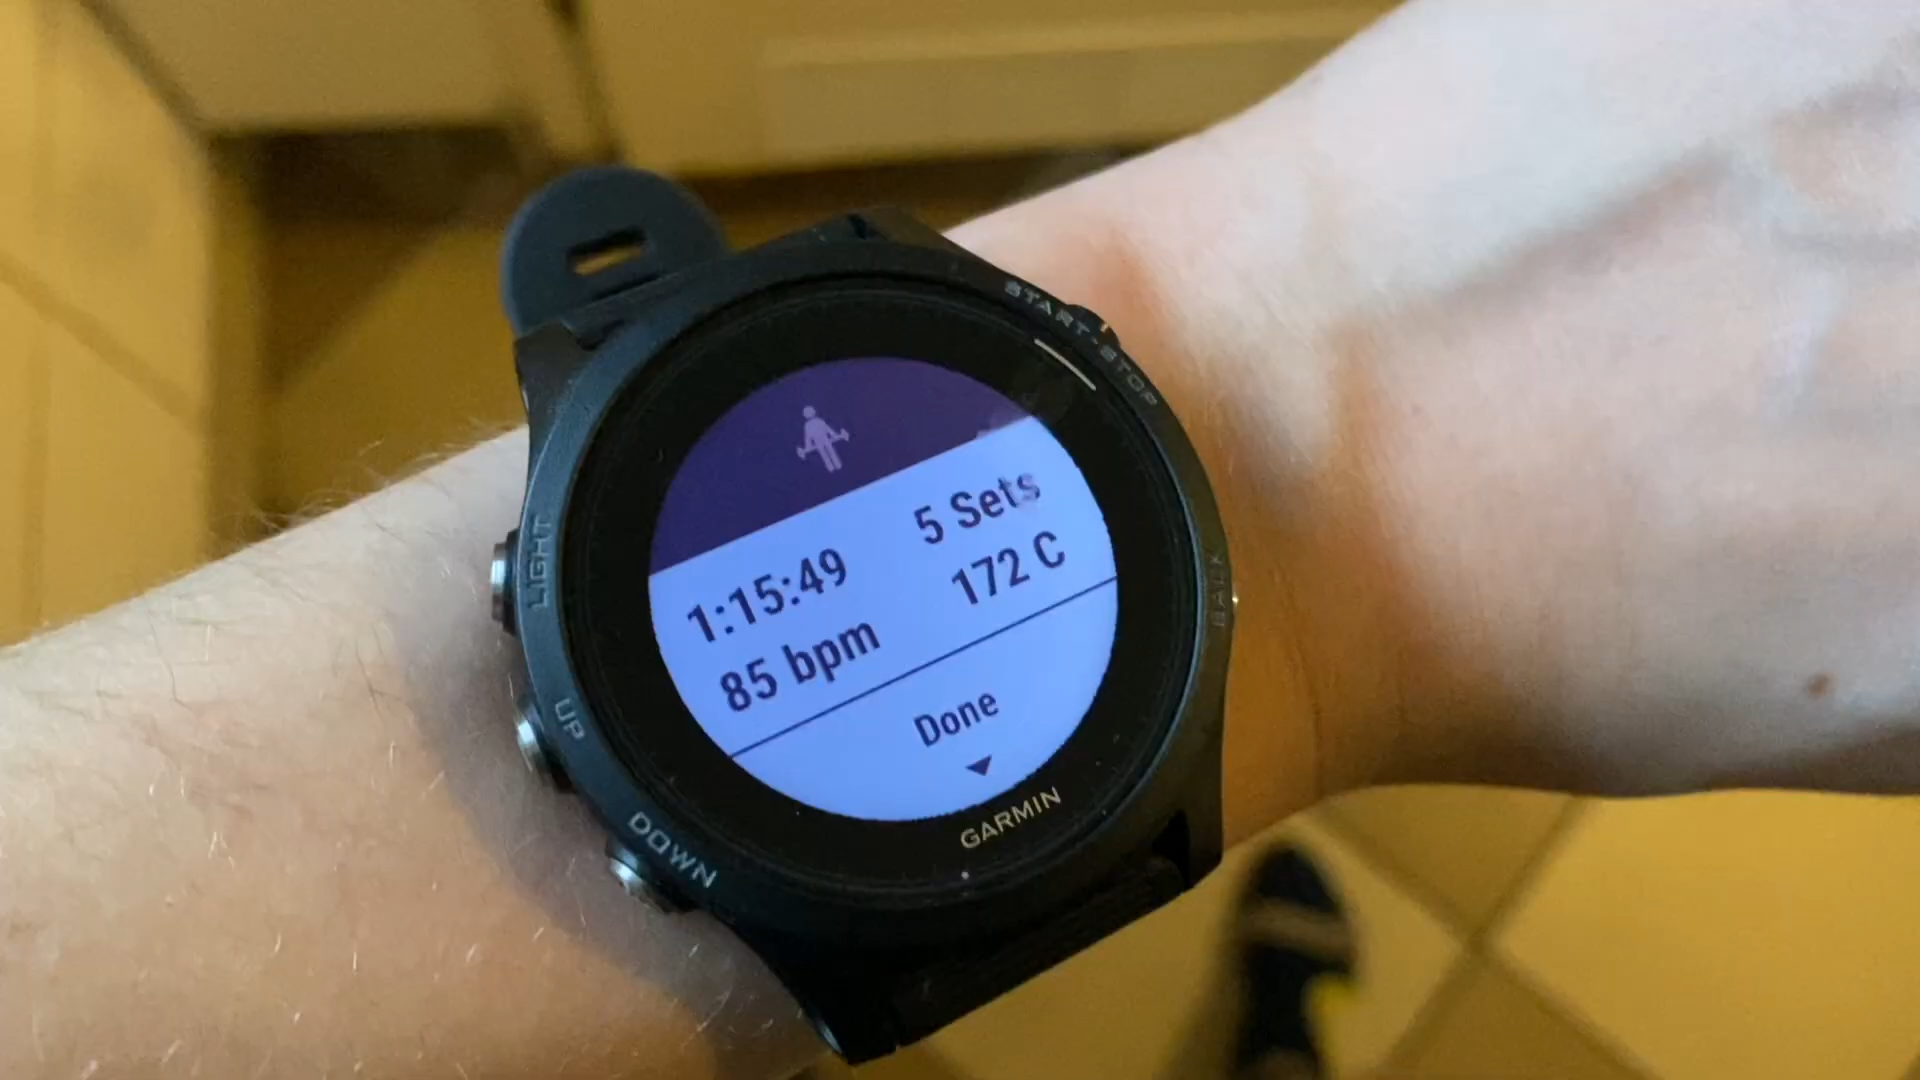 START-STOP
LIGHT
5 Sets
1:15:49
172 C
85 bpm
BACK
UP
Done
DOWN
GARMIN